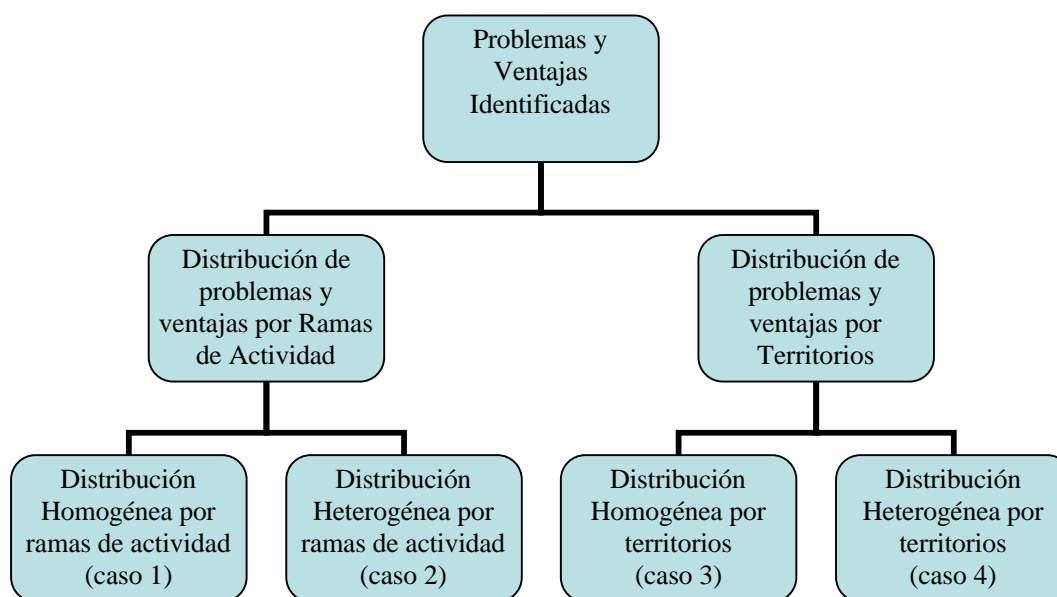 Problemas y
Ventajas
Identificadas
Distribución de
problemas y
ventajas por Ramas
de Actividad
Distribución de
problemas y
ventajas por
Territorios
Distribución
Homogénea por
ramas de actividad
(caso 1)
Distribución
Heterogénea por
ramas de actividad
(caso 2)
Distribución
Homogénea por
territorios
(caso 3)
Distribución
Heterogénea por
territorios
(caso 4)